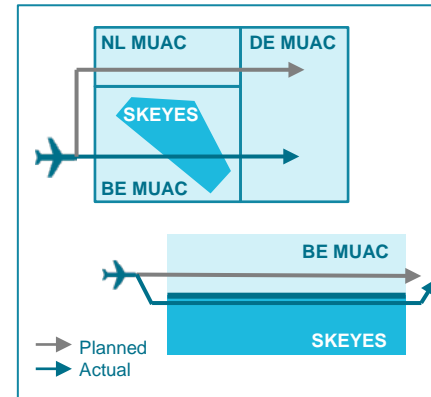 NL MUAC DE MUAC
SKEYES
BE MUAC
BE MUAC
SKEYES
Planned
Actual